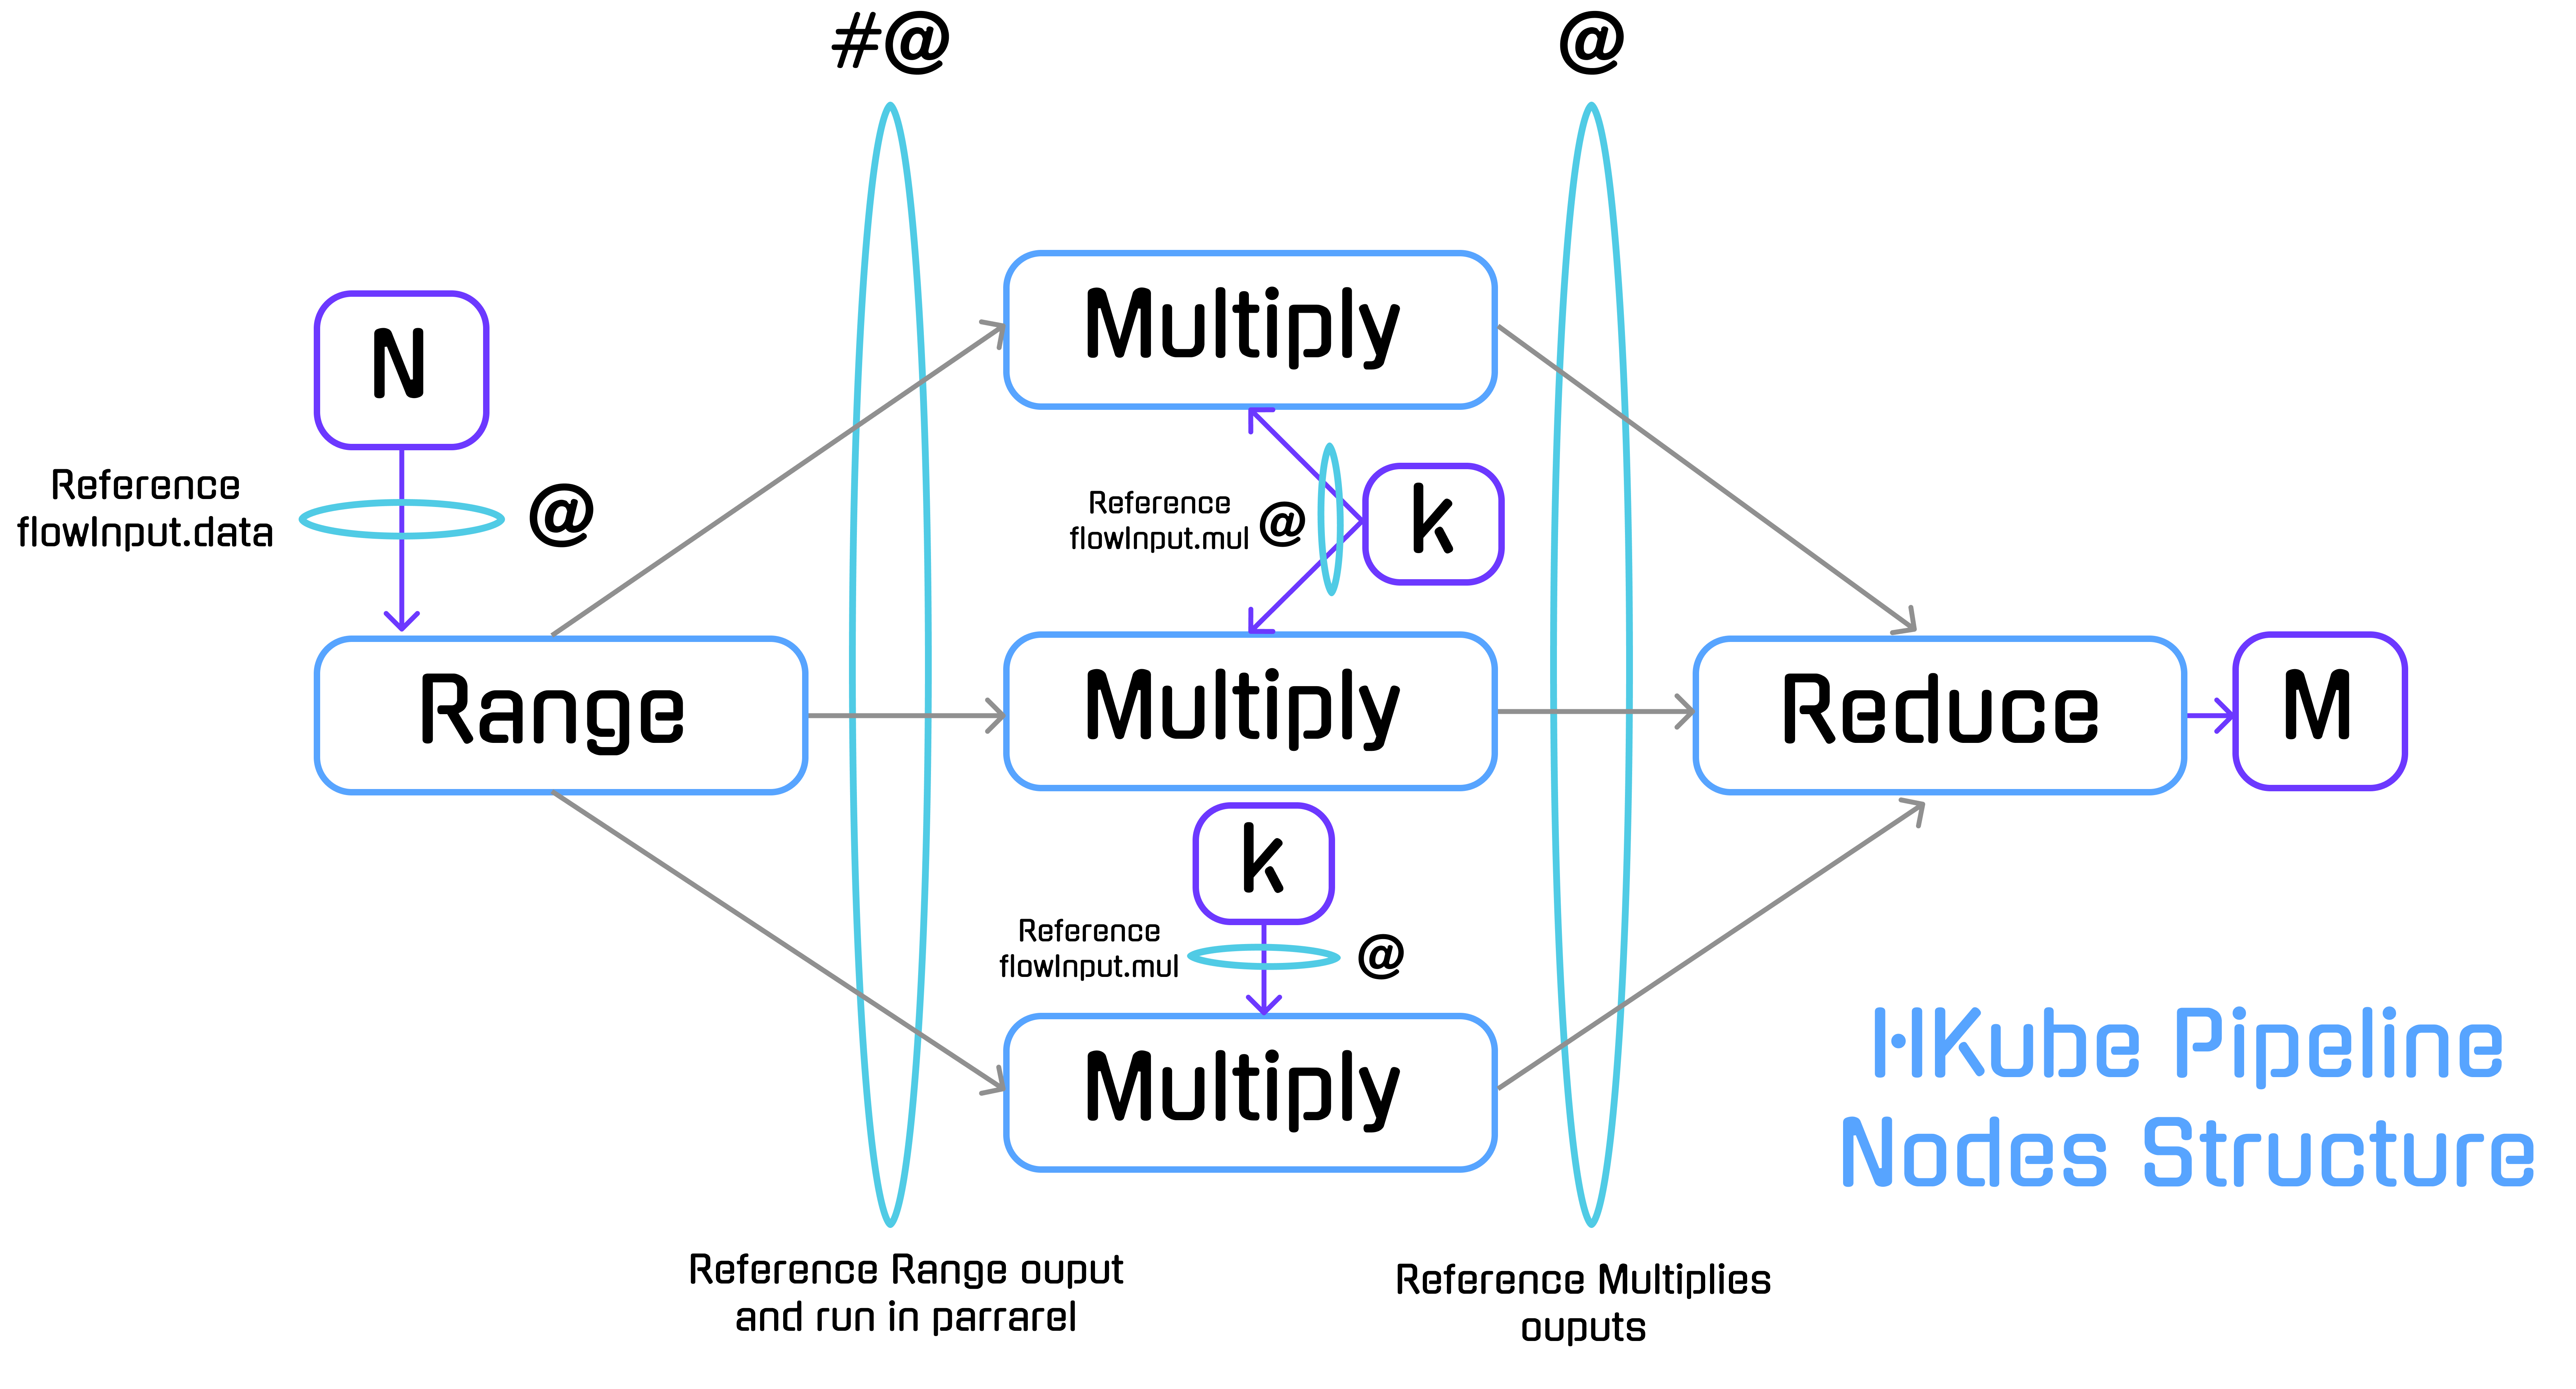 #@
@
N
Reference
flowInput.data
@
Range
Multiply
Reference
flowInput.mul
@
k
Multiply
k
Reference
flowInput.mul
@
Multiply
Reduce
M
Reference Range ouput
and run in parrarel
Reference Multiplies
ouputs
HKube Pipeline
Nodes Structure